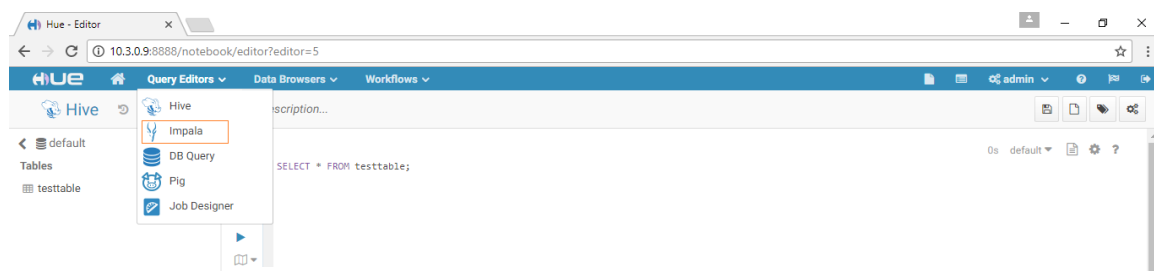 Hue - Editor
10.3.0.9:8888/notebook/editor?editor=5
HUE Query Editors Data Browsers Workflows admin
Hive
escription...
Hive
Impala
DB Query
Pig
Job Designer
default
Tables
testtable
SELECT * FROM testtable;
0s default ?